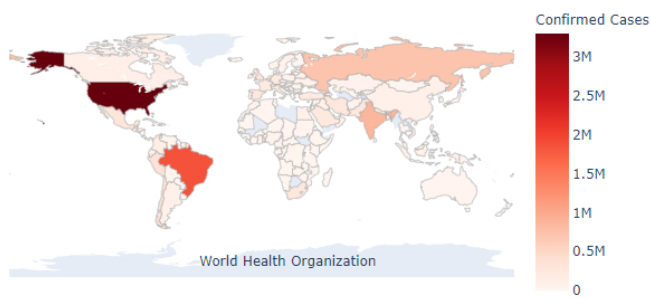 Confirmed Cases
3M
2.5M
2M
1.5M
1M
0.5M
0
World Health Organization